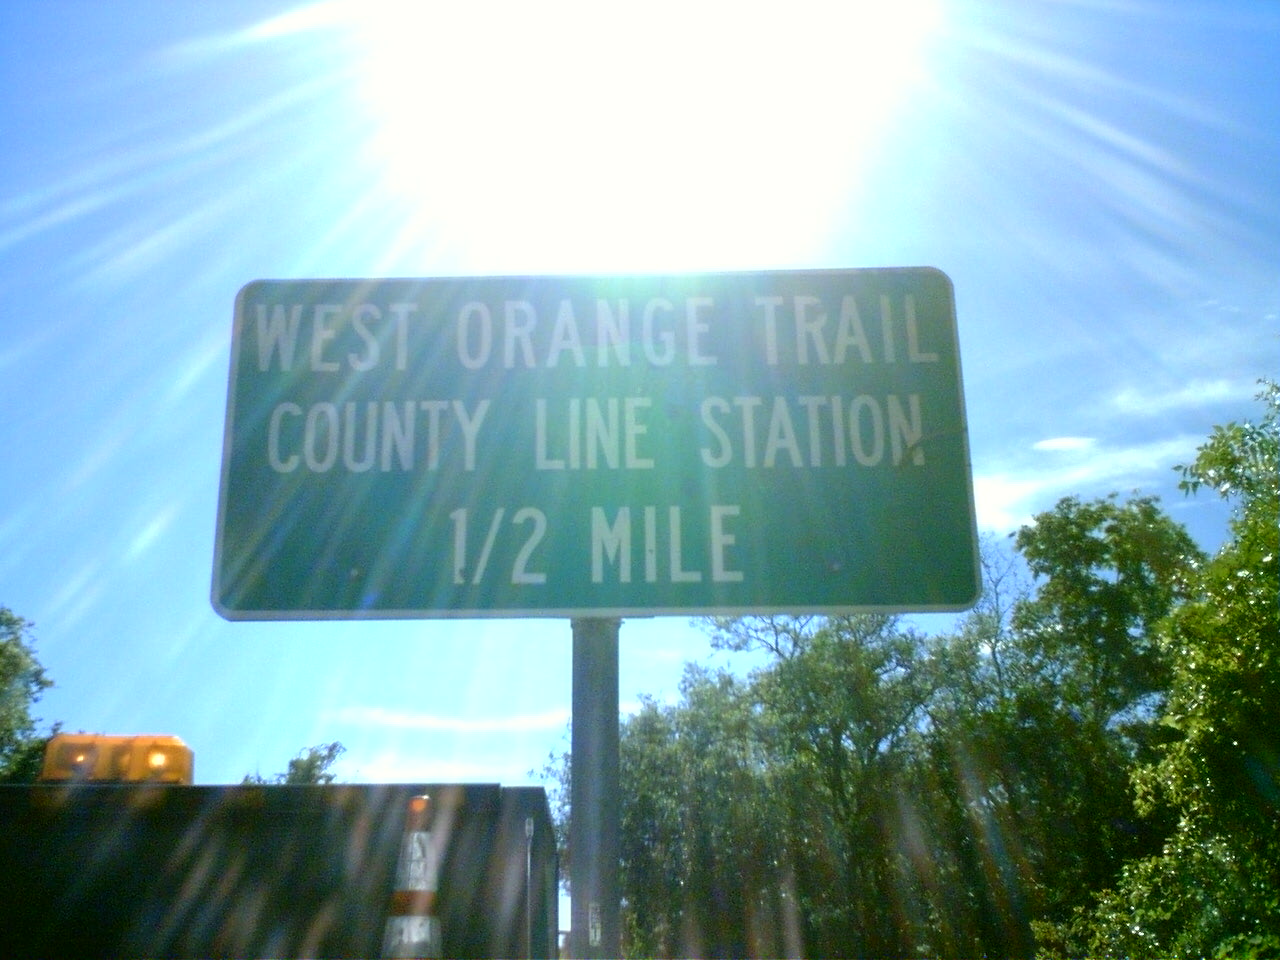 WEST ORANGE TRAIL
COUNTY LINE STATION
1/2 MILE